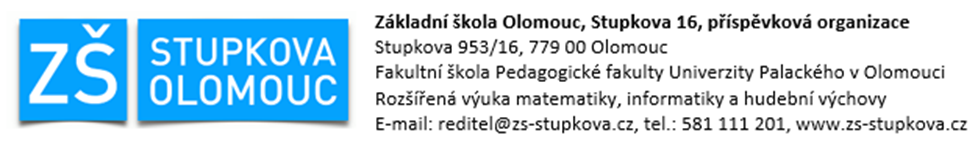 ZŠ
STUPKOVA
OLOMOUC
Základní škola Olomouc, Stupkova 16, příspěvková organizace
Stupkova 953/16, 779 00 Olomouc
Fakultní škola Pedagogické fakulty Univerzity Palackého v Olomouci
Rozšířená výuka matematiky, informatiky a hudební výchovy
E-mail: reditel@zs-stupkova.cz, tel.: 581 111 201, www.zs-stupkova.cz